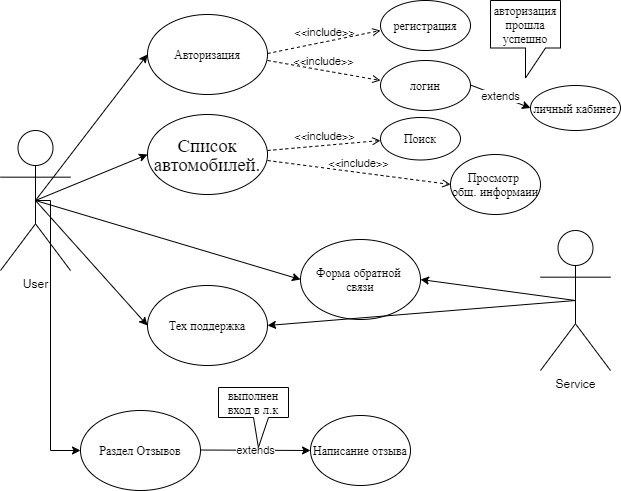 авторизация
прошла
успешно
<<include>>
регистрация
Авторизация
<<include>>
логин
extends
личный кабинет
<<include>>
Поиск
Список
автомобилей.
<<include>>
Просмотр
общ. информаии
User
Форма обратной
связи
Тех поддержка
Service
выполнен
вход в л.к
Раздел Отзывов
extends
Написание отзыва